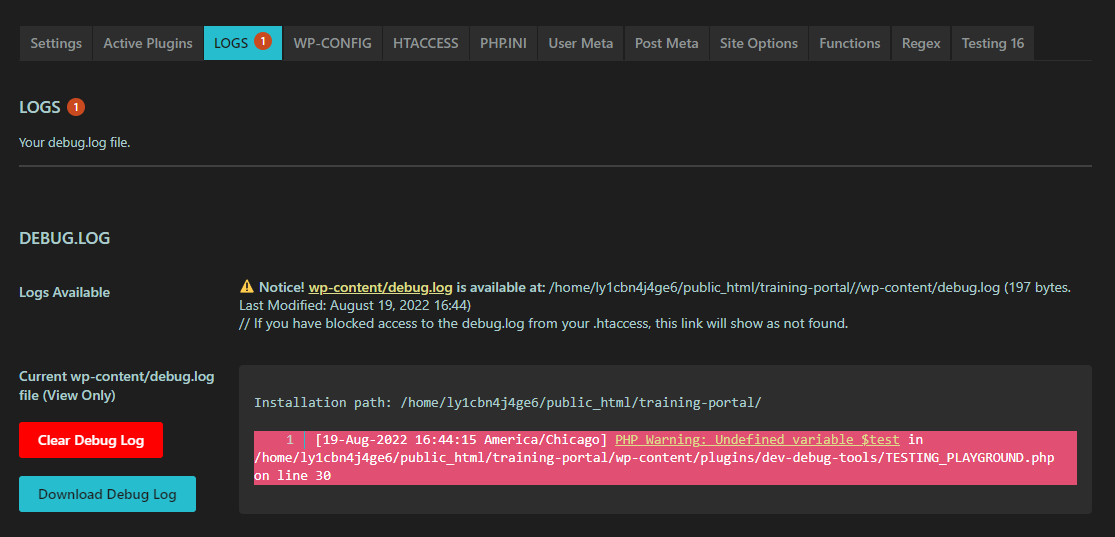 Settings Active Plugins LOGS 1 WP-CONFIG HTACCESS PHP.INI User Meta Post Meta Site Options Functions Regex Testing 16
LOGS 1
Your debug.log file.
DEBUG.LOG
Logs Available
⚠ Notice! wp-content/debug.log is available at: /home/ly1cbn4j4ge6/public_html/training-portal//wp-content/debug.log (197 bytes.
Last Modified: August 19, 2022 16:44)
// If you have blocked access to the debug.log from your .htaccess, this link will show as not found.
Current wp-content/debug.log
file (View Only)
Clear Debug Log
Download Debug Log
Installation path: /home/ly1cbn4j4ge6/public_html/training-portal/
1 [19-Aug-2022 16:44:15 America/Chicago] PHP Warning: Undefined variable $test in
/home/ly1cbn4j4ge6/public_html/training-portal/wp-content/plugins/dev-debug-tools/TESTING_PLAYGROUND.php
on line 30